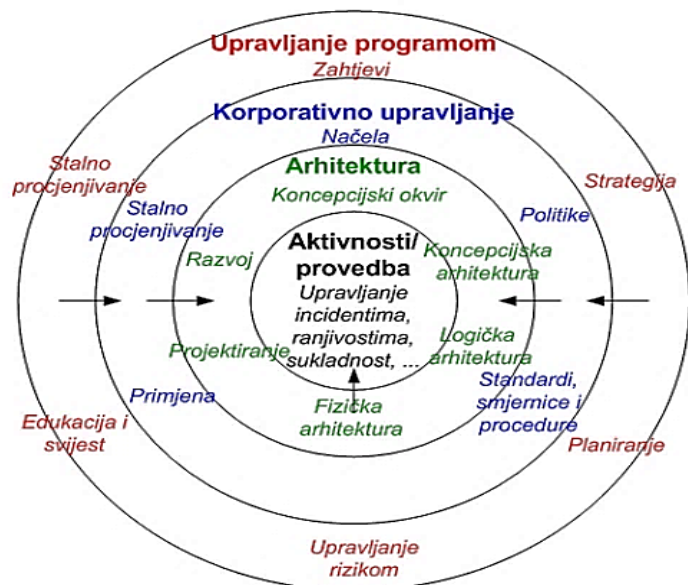 Upravljanje programom
Zahtjevi
Korporativno upravljanje
Načela
Arhitektura
Koncepcijski okvir
Stalno
procjenjivanje
Strategija
Stalno
procjenjivanje
Politike
Razvoj
Koncepcijska
arhitektura
Aktivnosti/
provedba
Upravljanje
incidentima,
ranjivostima,
sukladnost, ...
Projektiranje
Logička
arhitektura
Primjena
Fizička
arhitektura
Standardi,
smjernice i
procedure
Edukacija i
svijest
Planiranje
Upravljanje
rizikom